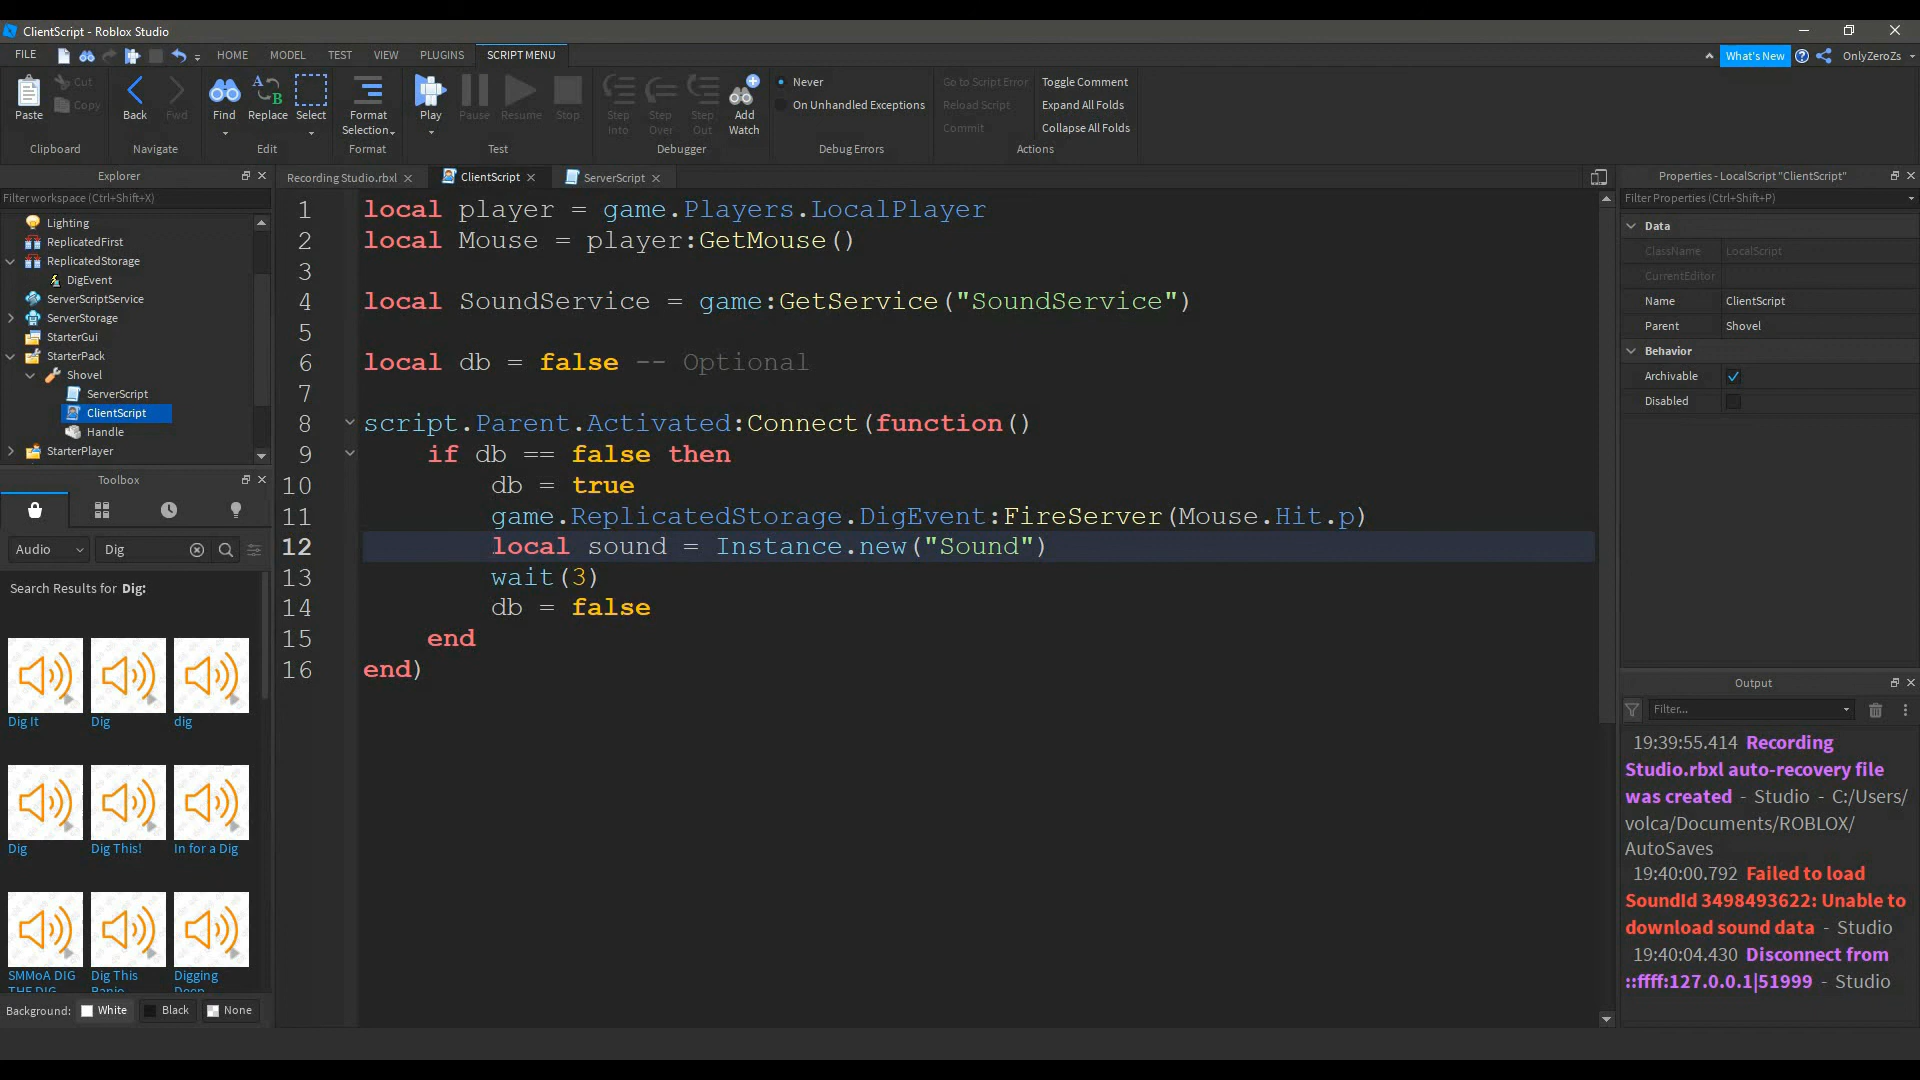 ClientScript - Roblox Studio
FILE
HOME
MODEL
TEST
VIEW
PLUGINS
SCRIPT MENU
What's New
OnlyZeroZs
Paste
Cut
Copy
Clipboard
Back
Fwd
Navigate
Find
Replace
Select
Edit
Format
Selection
Format
Play
Pause
Resume
Stop
Test
Step
Into
Step
Over
Step
Out
Add
Watch
Debugger
Never
On Unhandled Exceptions
Debug Errors
Go to Script Error
Reload Script
Commit
Toggle Comment
Expand All Folds
Collapse All Folds
Actions
Explorer
Filter workspace (Ctrl+Shift+X)
Lighting
ReplicatedFirst
ReplicatedStorage
DigEvent
ServerScriptService
ServerStorage
StarterGui
StarterPack
Shovel
ServerScript
ClientScript
Handle
StarterPlayer
Toolbox
Audio
Dig
Search Results for Dig:
Dig It
Dig
dig
Dig
Dig This!
In for a Dig
SMMoA DIG
THE DIG
Dig This
Banjo
Digging
Deep
Background:
White
Black
None
Recording Studio.rbxl
ClientScript
ServerScript
1 local player = game.Players.LocalPlayer
2 local Mouse = player:GetMouse()
3
4 local SoundService = game:GetService("SoundService")
5
6 local db = false -- Optional
7
8 script.Parent.Activated:Connect(function()
9 if db == false then
10 db = true
11 game.ReplicatedStorage.DigEvent:FireServer(Mouse.Hit.p)
12 local sound = Instance.new("Sound")
13 wait(3)
14 db = false
15 end
16 end)
Properties - LocalScript "ClientScript"
Filter Properties (Ctrl+Shift+P)
Data
ClassName LocalScript
CurrentEditor
Name ClientScript
Parent Shovel
Behavior
Archivable
Disabled
Output
Filter...
19:39:55.414 Recording
Studio.rbxl auto-recovery file
was created - Studio - C:/Users/
volca/Documents/ROBLOX/
AutoSaves
19:40:00.792 Failed to load
SoundId 3498493622: Unable to
download sound data - Studio
19:40:04.430 Disconnect from
::ffff:127.0.0.1|51999 - Studio